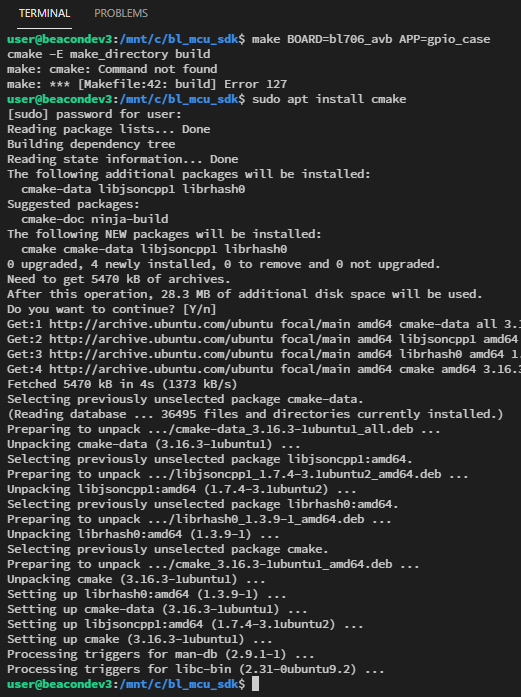 TERMINAL PROBLEMS
user@beacondev3:/mnt/c/bl_mcu_sdk$ make BOARD=bl706_avb APP=gpio_case
cmake -E make_directory build
make: cmake: Command not found
make: *** [Makefile:42: build] Error 127
user@beacondev3:/mnt/c/bl_mcu_sdk$ sudo apt install cmake
[sudo] password for user:
Reading package lists... Done
Building dependency tree
Reading state information... Done
The following additional packages will be installed:
  cmake-data libjsoncpp1 librhash0
Suggested packages:
  cmake-doc ninja-build
The following NEW packages will be installed:
  cmake cmake-data libjsoncpp1 librhash0
0 upgraded, 4 newly installed, 0 to remove and 0 not upgraded.
Need to get 5470 kB of archives.
After this operation, 28.3 MB of additional disk space will be used.
Do you want to continue? [Y/n]
Get:1 http://archive.ubuntu.com/ubuntu focal/main amd64 cmake-data all 3.1
Get:2 http://archive.ubuntu.com/ubuntu focal/main amd64 libjsoncpp1 amd64
Get:3 http://archive.ubuntu.com/ubuntu focal/main amd64 librhash0 amd64 1.
Get:4 http://archive.ubuntu.com/ubuntu focal/main amd64 cmake amd64 3.16.3
Fetched 5470 kB in 4s (1373 kB/s)
Selecting previously unselected package cmake-data.
(Reading database ... 36495 files and directories currently installed.)
Preparing to unpack .../cmake-data_3.16.3-1ubuntu1_all.deb ...
Unpacking cmake-data (3.16.3-1ubuntu1) ...
Selecting previously unselected package libjsoncpp1:amd64.
Preparing to unpack .../libjsoncpp1_1.7.4-3.1ubuntu2_amd64.deb ...
Unpacking libjsoncpp1:amd64 (1.7.4-3.1ubuntu2) ...
Selecting previously unselected package librhash0:amd64.
Preparing to unpack .../librhash0_1.3.9-1_amd64.deb ...
Unpacking librhash0:amd64 (1.3.9-1) ...
Selecting previously unselected package cmake.
Preparing to unpack .../cmake_3.16.3-1ubuntu1_amd64.deb ...
Unpacking cmake (3.16.3-1ubuntu1) ...
Setting up librhash0:amd64 (1.3.9-1) ...
Setting up cmake-data (3.16.3-1ubuntu1) ...
Setting up libjsoncpp1:amd64 (1.7.4-3.1ubuntu2) ...
Setting up cmake (3.16.3-1ubuntu1) ...
Processing triggers for man-db (2.9.1-1) ...
Processing triggers for libc-bin (2.31-0ubuntu9.2) ...
user@beacondev3:/mnt/c/bl_mcu_sdk$